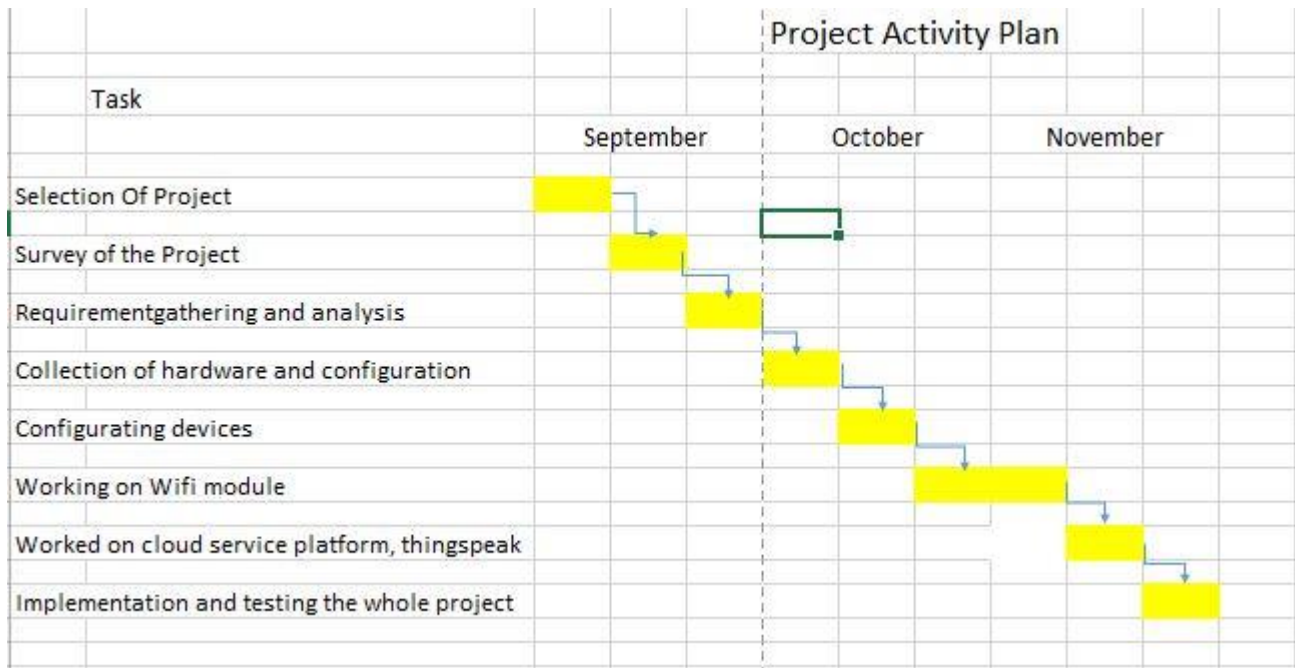 Project Activity Plan
Task
September October November
Selection Of Project
Survey of the Project
Requirementgathering and analysis
Collection of hardware and configuration
Configurating devices
Working on Wifi module
Worked on cloud service platform, thingspeak
Implementation and testing the whole project